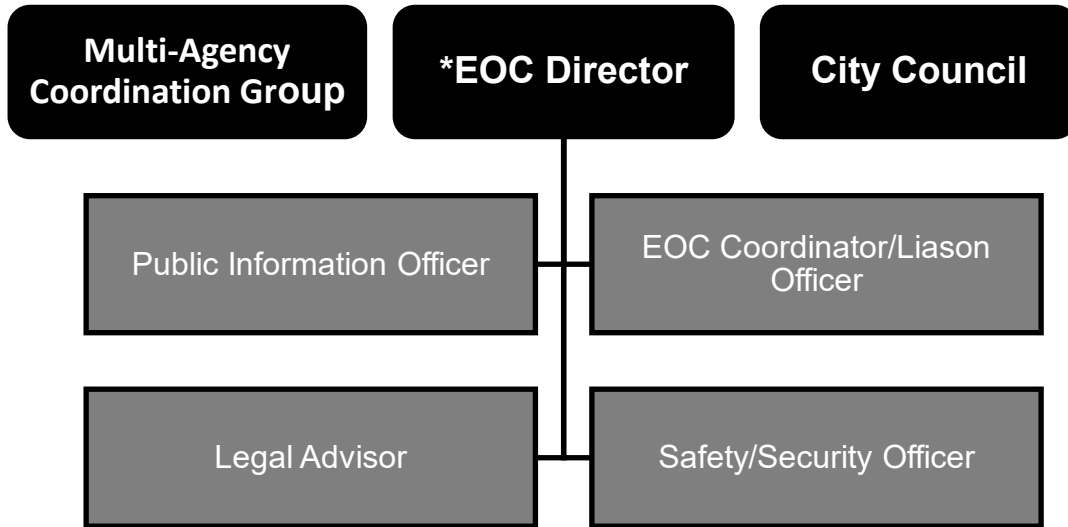 Multi-Agency
Coordination Group
*EOC Director
City Council
Public Information Officer
EOC Coordinator/Liason
Officer
Legal Advisor
Safety/Security Officer